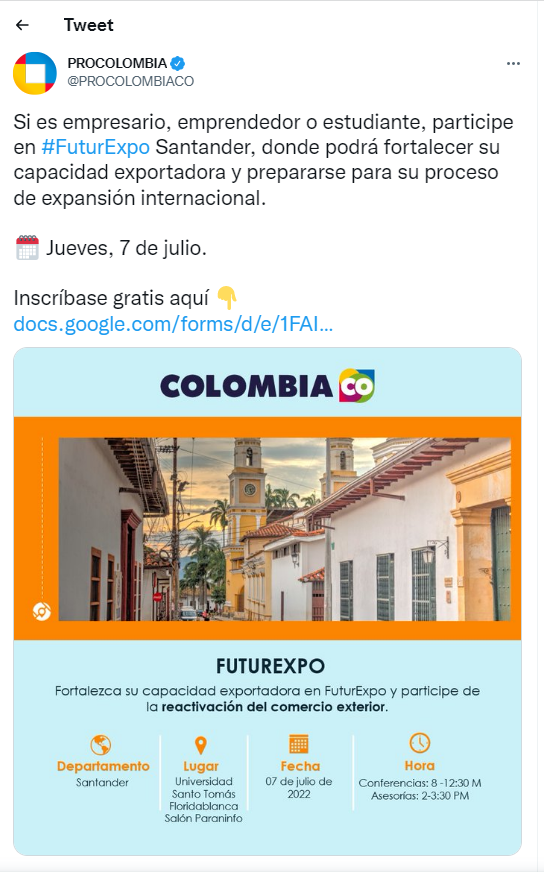 Tweet
PROCOLOMBIA
@PROCOLOMBIACO
Si es empresario, emprendedor o estudiante, participe
en #FuturExpo Santander, donde podrá fortalecer su
capacidad exportadora y prepararse para su proceso
de expansión internacional.
Jueves, 7 de julio.
Inscríbase gratis aquí
docs.google.com/forms/d/e/1FAI...
COLOMBIA CO
FUTUREXPO
Fortalezca su capacidad exportadora en FuturExpo y participe de
la reactivación del comercio exterior.
Departamento
Santander
Lugar
Universidad
Santo Tomás
Floridablanca
Salón Paraninfo
Fecha
07 de julio de
2022
Hora
Conferencias: 8 -12:30 M
Asesorías: 2-3:30 PM